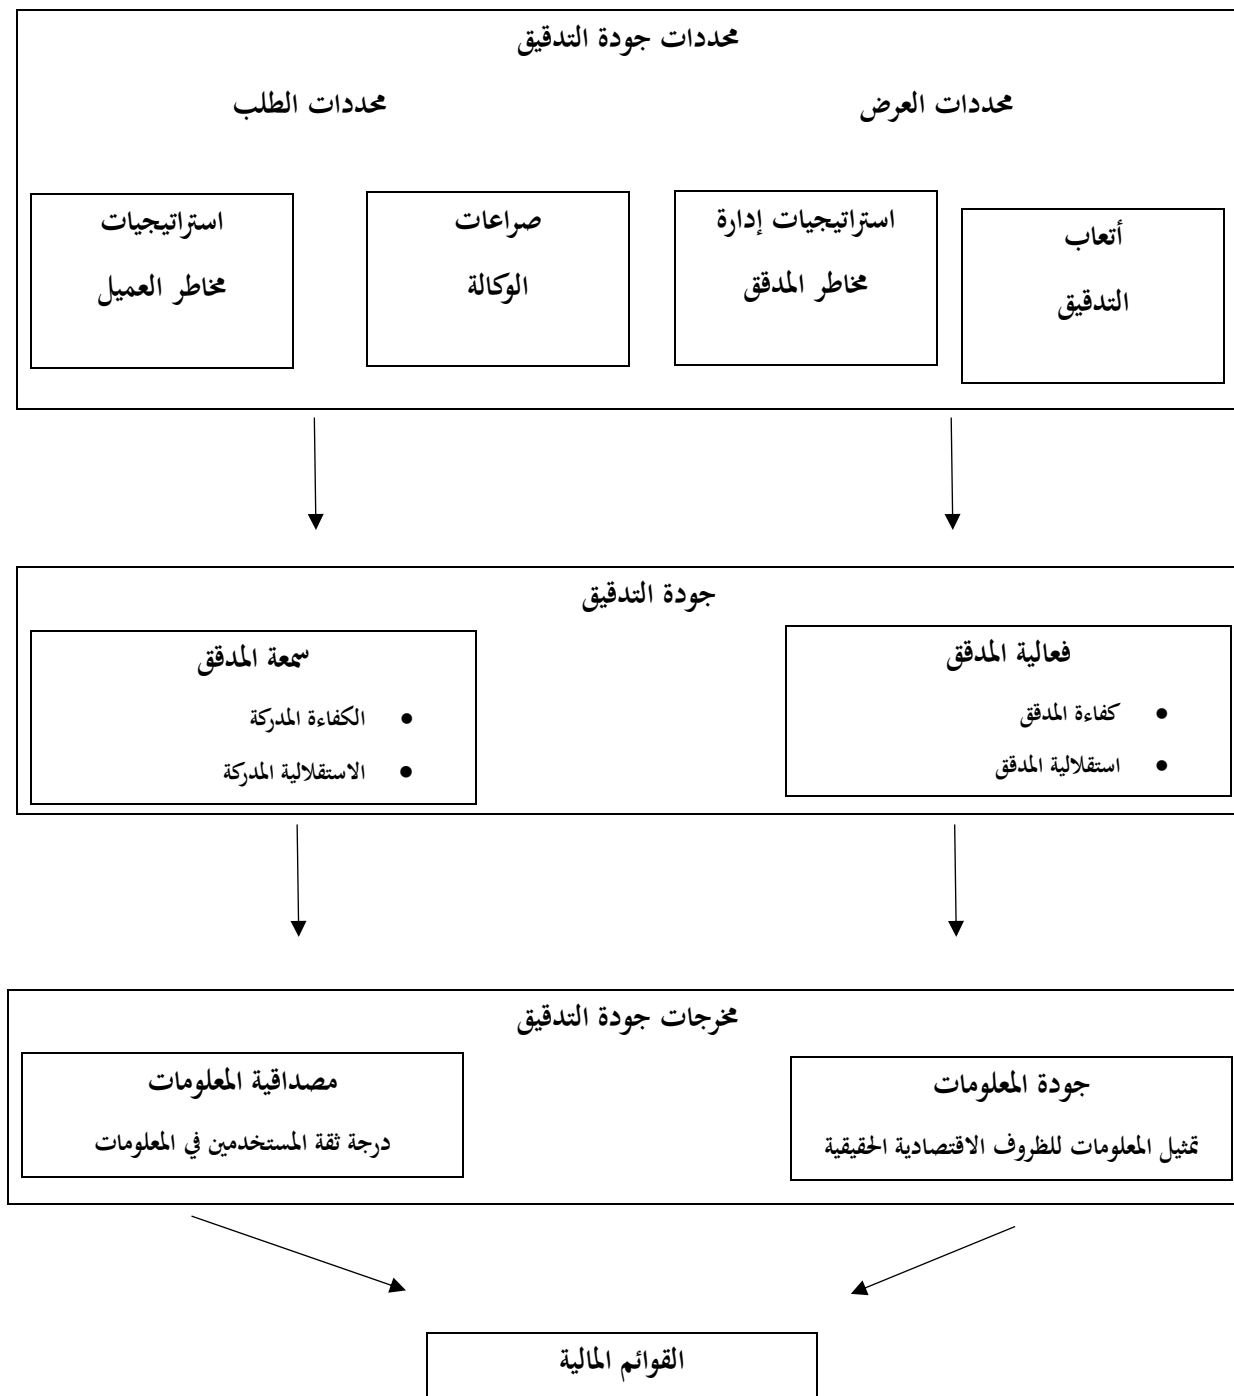 محددات جودة التدقيق
محددات العرض
محددات الطلب
أتعاب
التدقيق
استراتيجيات إدارة
مخاطر المدقق
صراعات
الوكالة
استراتيجيات
مخاطر العميل
جودة التدقيق
فعالية المدقق
• كفاءة المدقق
• استقلالية المدقق
سمعة المدقق
• الكفاءة المدركة
• الاستقلالية المدركة
مخرجات جودة التدقيق
جودة المعلومات
تمثيل المعلومات للظروف الاقتصادية الحقيقية
مصداقية المعلومات
درجة ثقة المستخدمين في المعلومات
القوائم المالية